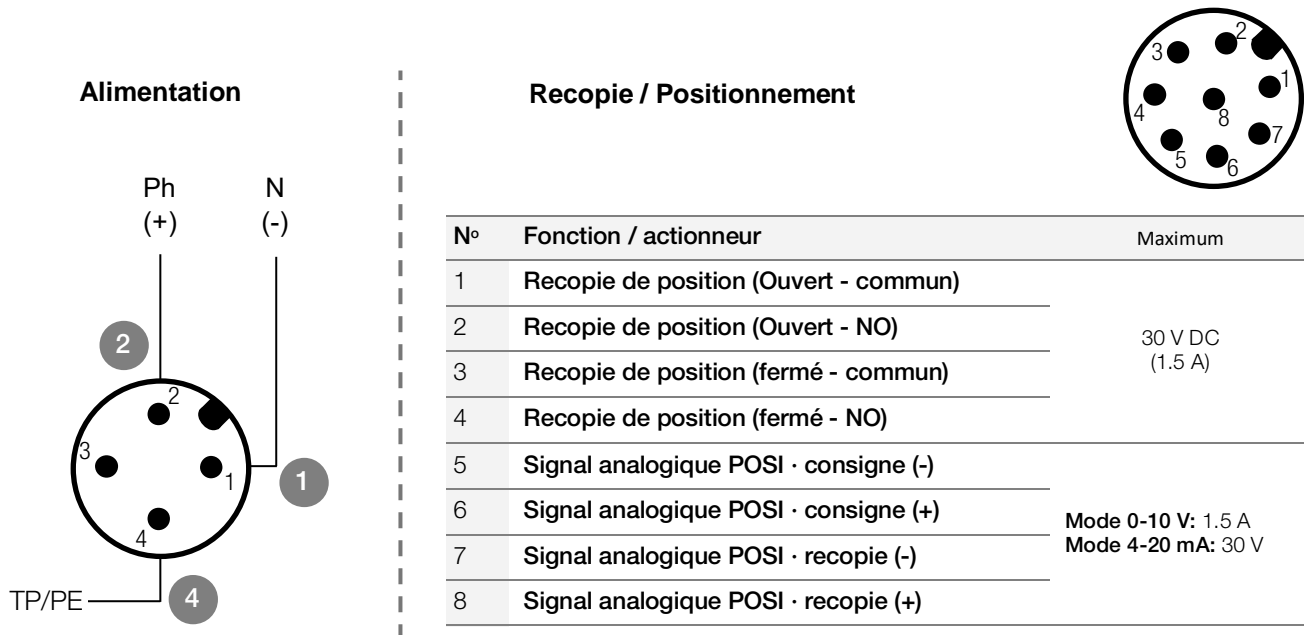 Alimentation
Ph
(+)
N
(-)
2
2
3
1
1
4
TP/PE
4
Recopie / Positionnement
2
3
1
4
8
7
5
6
Nº Fonction / actionneur Maximum
1 Recopie de position (Ouvert - commun)
2 Recopie de position (Ouvert - NO)
30 V DC
(1.5 A)
3 Recopie de position (fermé - commun)
4 Recopie de position (fermé - NO)
5 Signal analogique POSI · consigne (-)
6 Signal analogique POSI · consigne (+)
Mode 0-10 V: 1.5 A
Mode 4-20 mA: 30 V
7 Signal analogique POSI · recopie (-)
8 Signal analogique POSI · recopie (+)